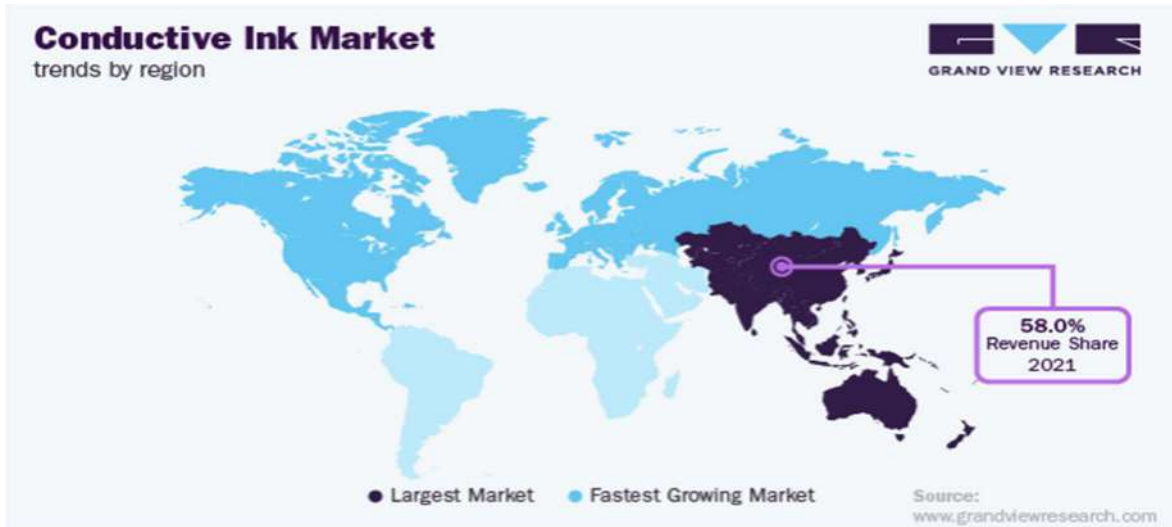 Conductive Ink Market
trends by region
GRAND VIEW RESEARCH
58.0%
Revenue Share
2021
Largest Market
Fastest Growing Market
Source:
www.grandviewresearch.com